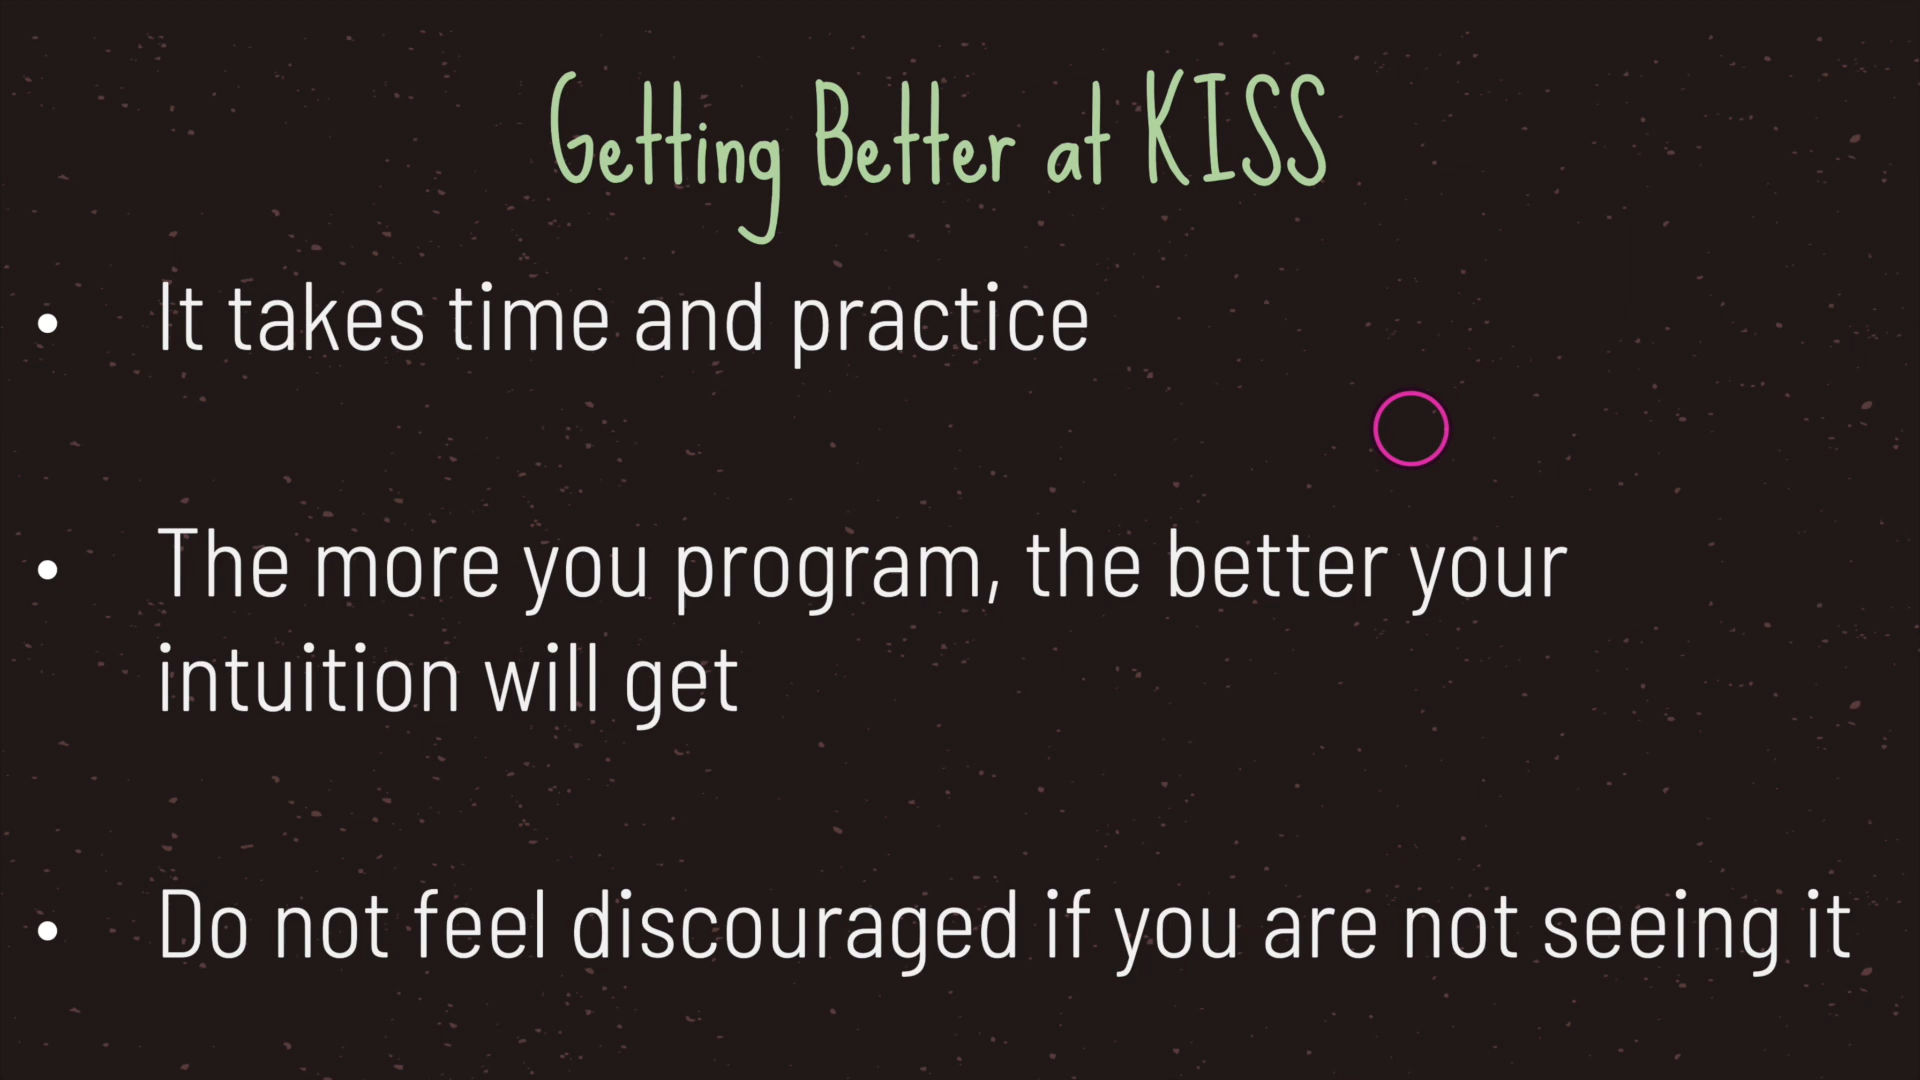 Getting Better at KISS
• It takes time and practice
• The more you program, the better your
intuition will get
• Do not feel discouraged if you are not seeing it